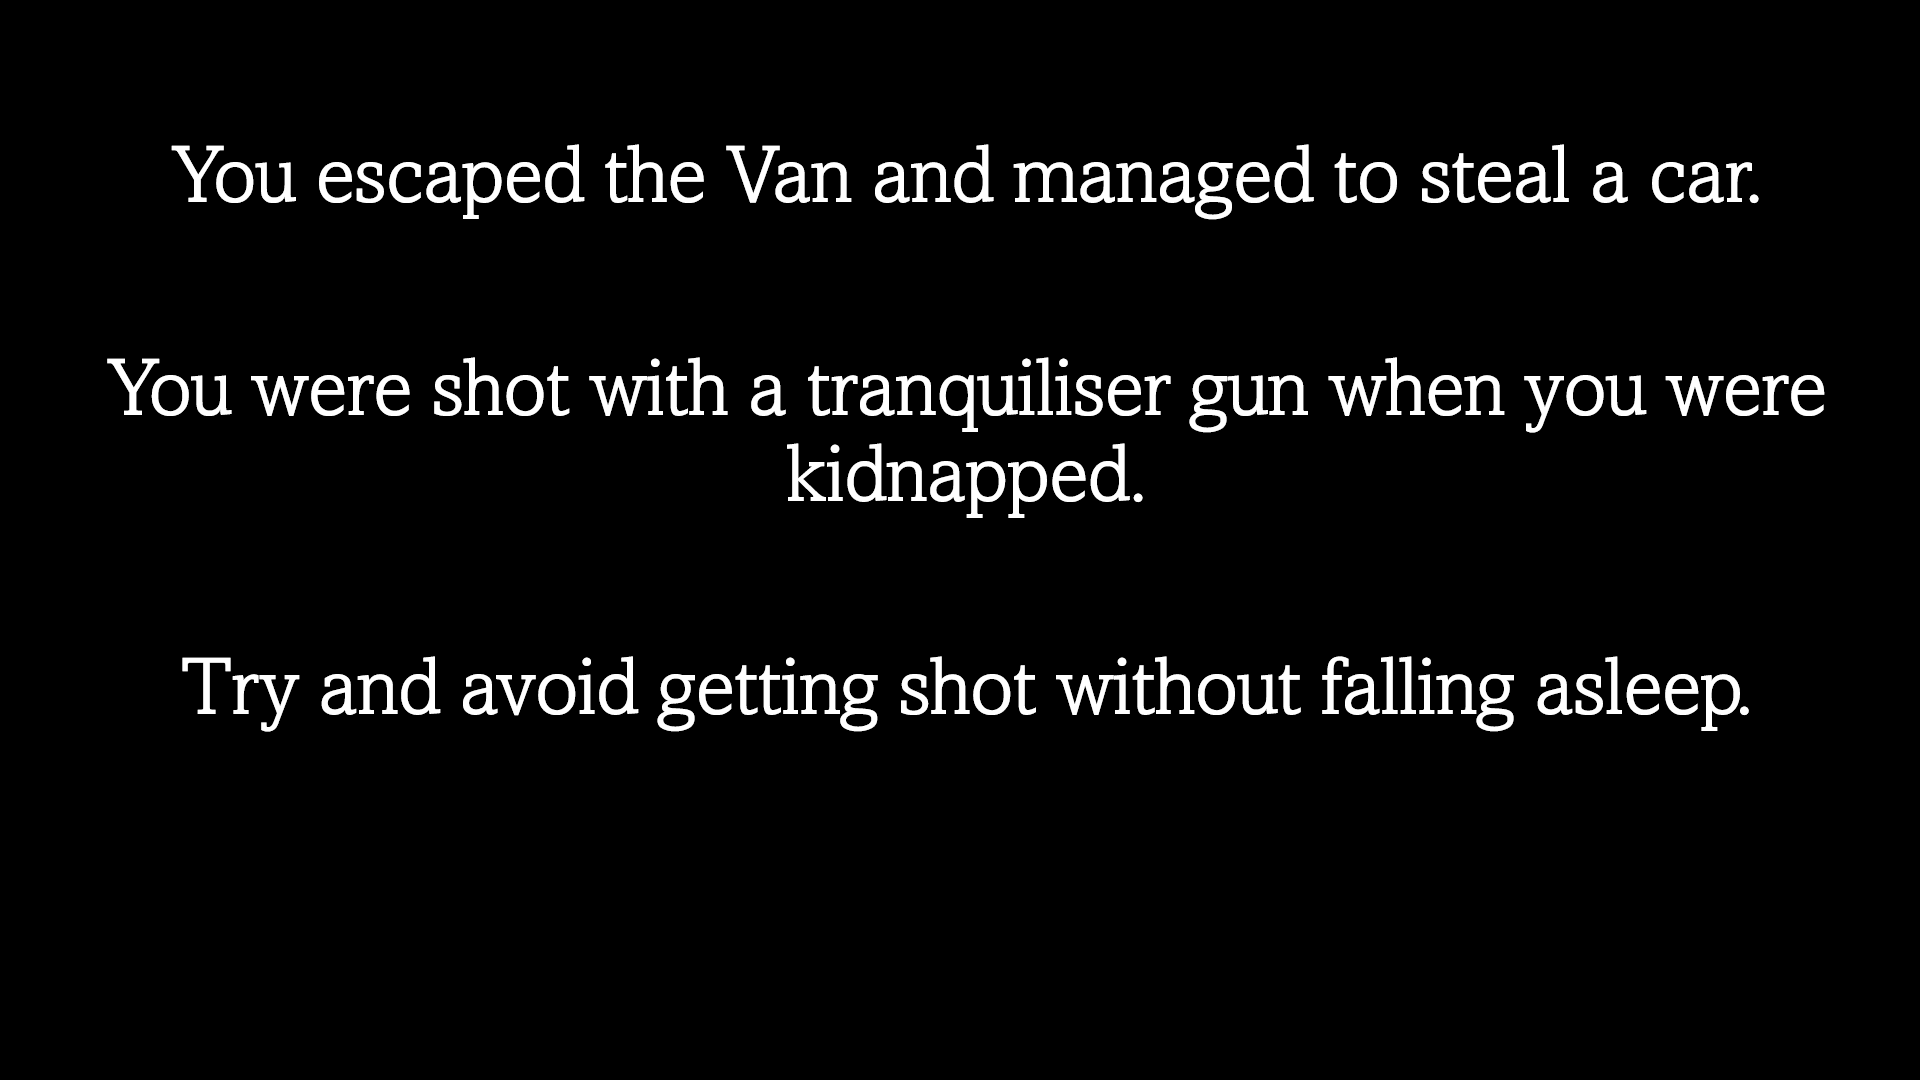 You escaped the Van and managed to steal a car.
You were shot with a tranquiliser gun when you were
kidnapped.
Try and avoid getting shot without falling asleep.